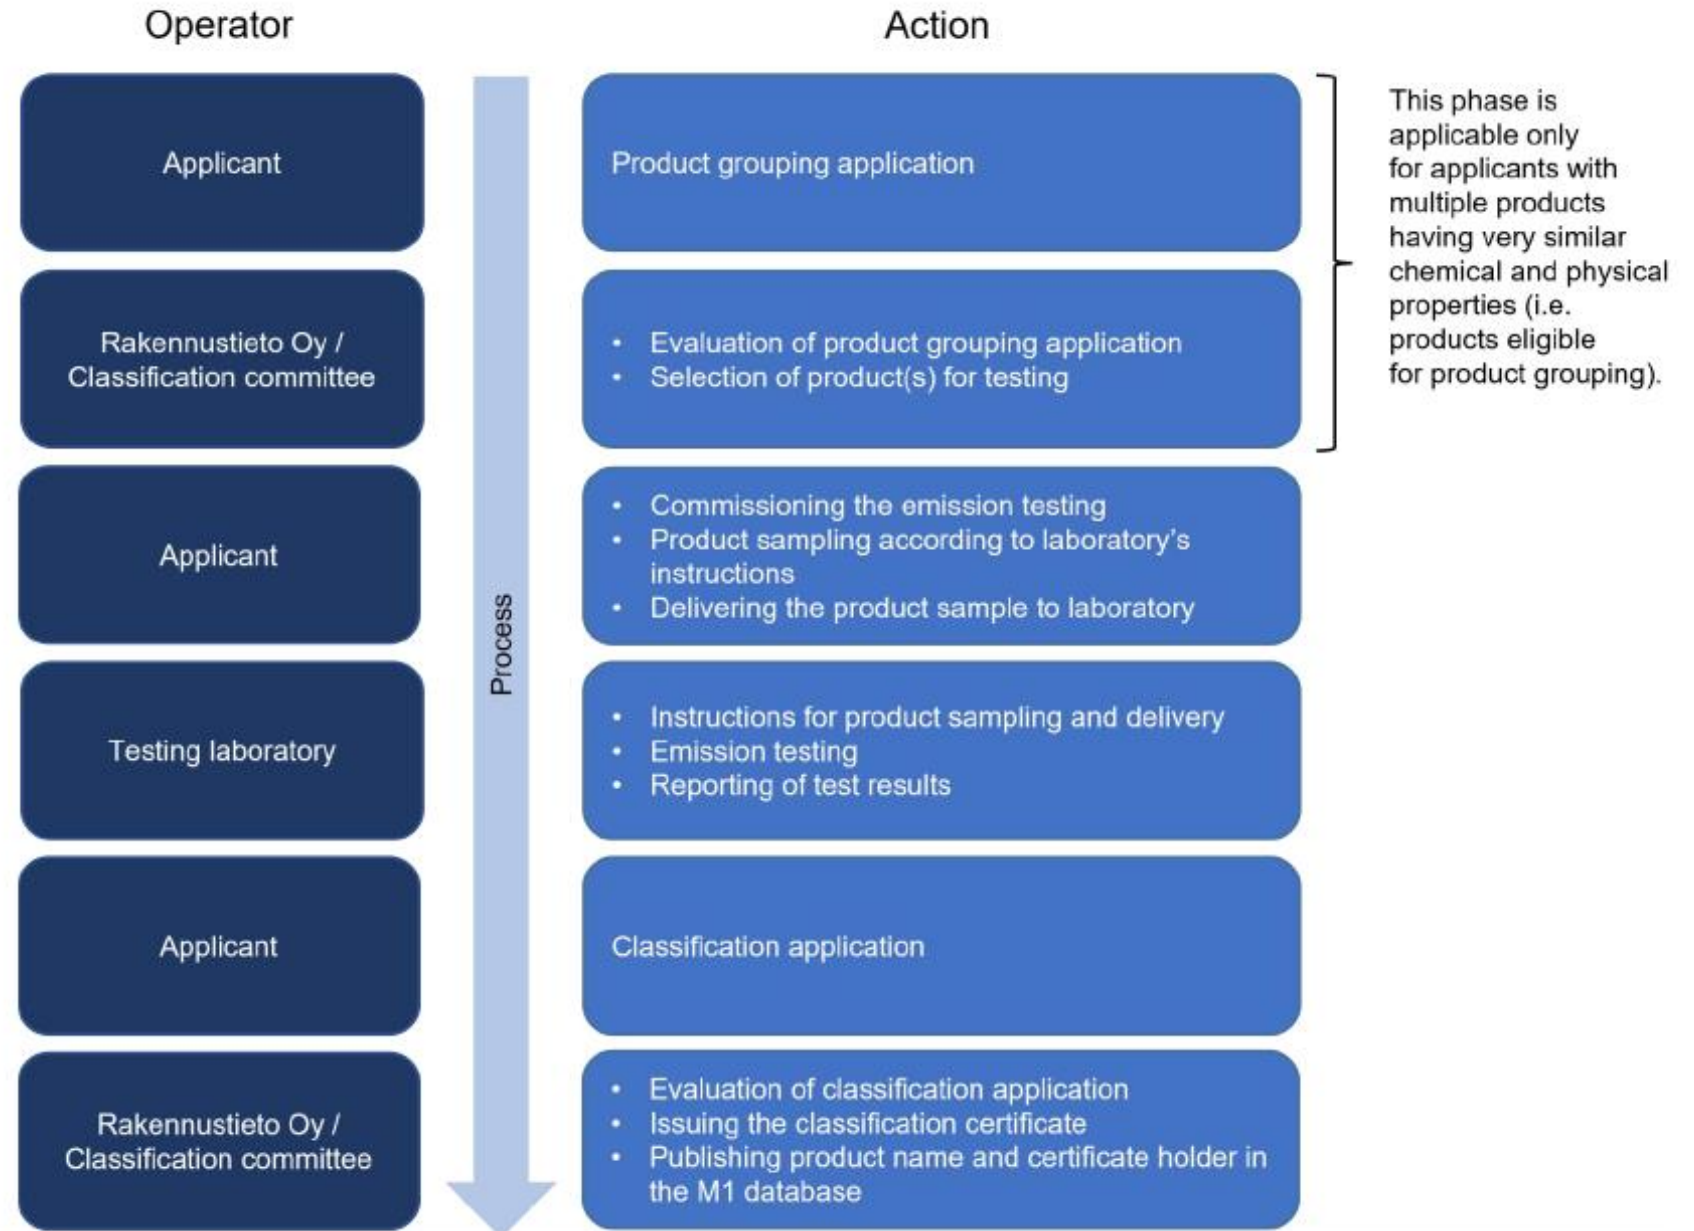 Operator
Action
Applicant
Product grouping application
This phase is
applicable only
for applicants with
multiple products
having very similar
chemical and physical
properties (i.e.
products eligible
for product grouping).
Rakennustieto Oy /
Classification committee
• Evaluation of product grouping application
• Selection of product(s) for testing
Applicant
• Commissioning the emission testing
• Product sampling according to laboratory's
instructions
• Delivering the product sample to laboratory
Process
Testing laboratory
• Instructions for product sampling and delivery
• Emission testing
• Reporting of test results
Applicant
Classification application
Rakennustieto Oy /
Classification committee
• Evaluation of classification application
• Issuing the classification certificate
• Publishing product name and certificate holder in
the M1 database